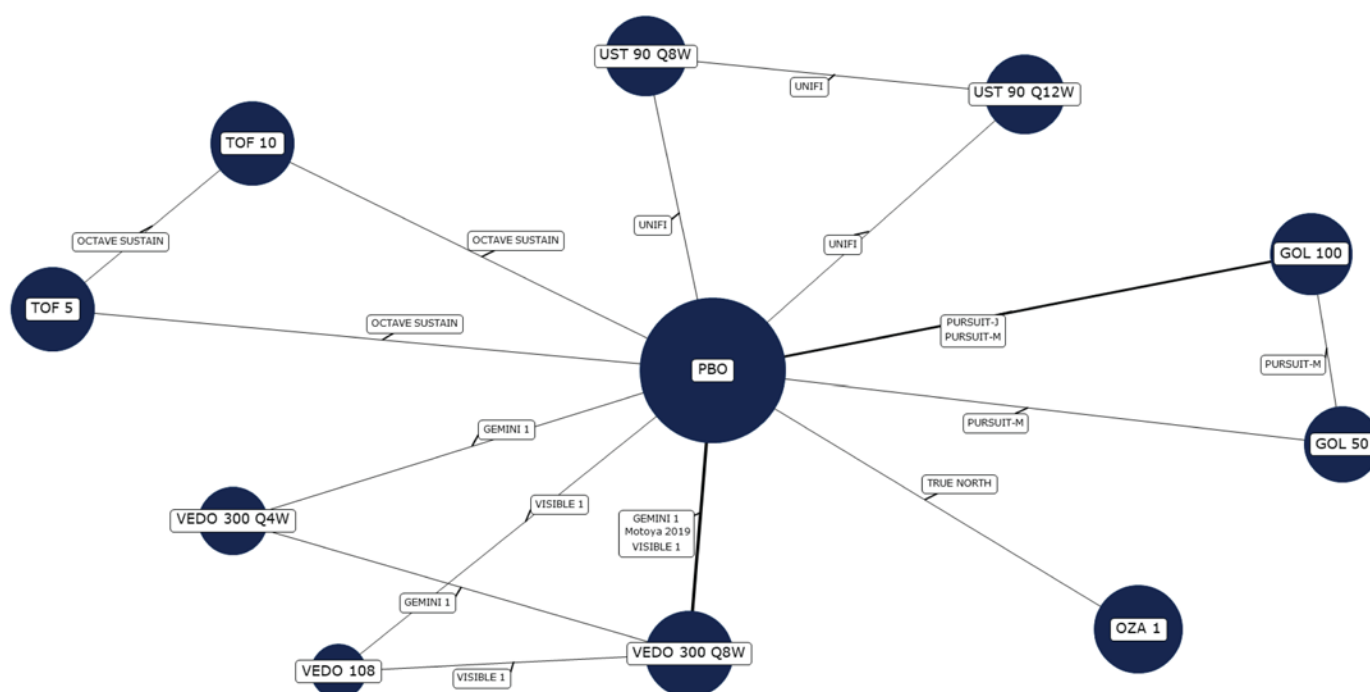 UST 90 Q8W
UNIFI
UST 90 Q12W
TOF 10
OCTAVE SUSTAIN
OCTAVE SUSTAIN
UNIFI
UNIFI
GOL 100
TOF 5
OCTAVE SUSTAIN
PURSUIT-J
PURSUIT-M
PBO
PURSUIT-M
GEMINI 1
PURSUIT-M
GOL 50
TRUE NORTH
VISIBLE 1
VEDO 300 Q4W
GEMINI 1
Motoya 2019
VISIBLE 1
GEMINI 1
OZA 1
VEDO 300 Q8W
VEDO 108
VISIBLE 1